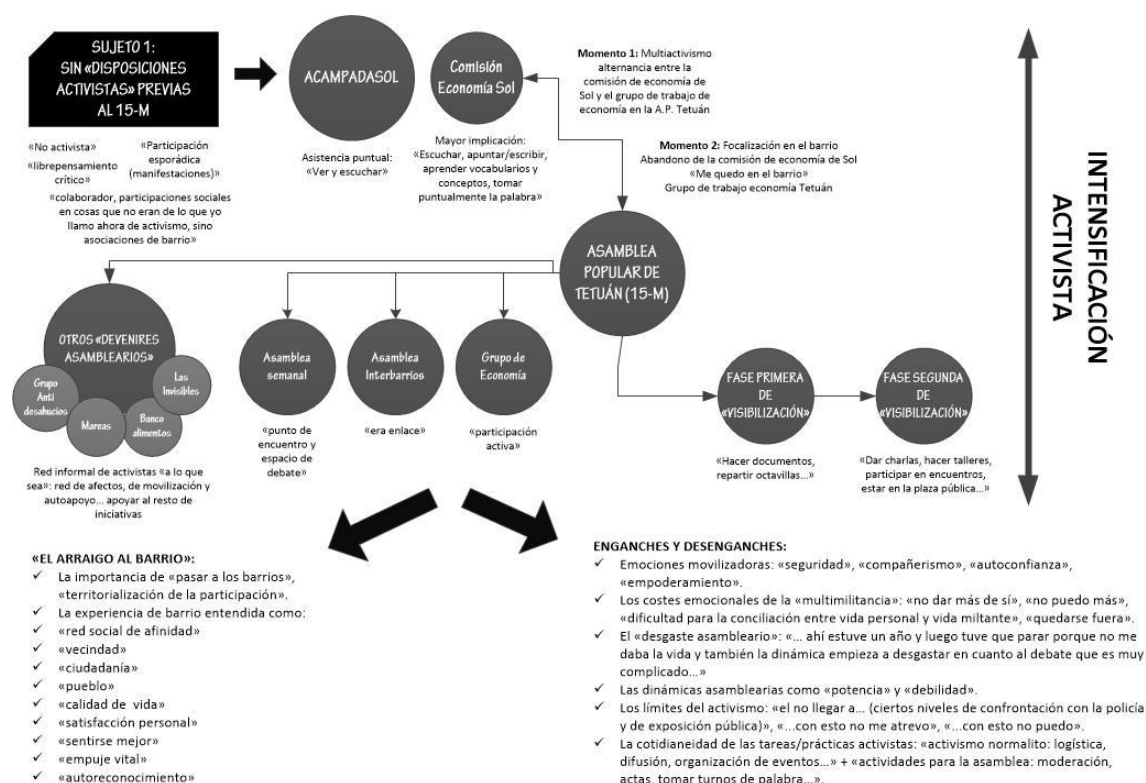 SUJETO 1:
SIN «DISPOSICIONES
ACTIVISTAS» PREVIAS
AL 15-M
«No activista»
«librepensamiento
crítico»
«Participación
esporádica
(manifestaciones)»
«colaborador, participaciones sociales
en cosas que no eran de lo que yo
llamo ahora de activismo, sino
asociaciones de barrio»
ACAMPADASOL
Asistencia puntual:
«Ver y escuchar»
Comisión
Economía Sol
Mayor implicación:
«Escuchar, apuntar/escribir,
aprender vocabularios y
conceptos, tomar
puntualmente la palabra»
Momento 1: Multiactivismo
alternancia entre la
comisión de economía de
Sol y el grupo de trabajo de
economía en la A.P. Tetuán
Momento 2: Focalización en el barrio
Abandono de la comisión de economía de Sol
«Me quedo en el barrio»
Grupo de trabajo economía Tetuán
INTENSIFICACIÓN
ACTIVISTA
ASAMBLEA
POPULAR DE
TETUÁN (15-M)
OTROS «DEVENIRES
ASAMBLEARIOS»
Grupo
Anti
desahucios
Mareas
Banco
alimentos
Las
Invisibles
Red informal de activistas «a lo que
sea»: red de afectos, de movilización y
autoapoyo... apoyar al resto de
iniciativas
Asamblea
semanal
«punto de
encuentro y
espacio de
debate»
Asamblea
Interbarrios
«era enlace»
Grupo de
Economía
«participación
activa»
FASE PRIMERA
DE
«VISIBILIZACIÓN»
«Hacer documentos,
repartir octavillas...»
FASE SEGUNDA
DE
«VISIBILIZACIÓN»
«Dar charlas, hacer talleres,
participar en encuentros,
estar en la plaza pública...»
«EL ARRAIGO AL BARRIO»:
✓ La importancia de «pasar a los barrios»,
«territorialización de la participación».
✓ La experiencia de barrio entendida como:
✓ «red social de afinidad»
✓ «vecindad»
✓ «ciudadanía»
✓ «pueblo»
✓ «calidad de vida»
✓ «satisfacción personal»
✓ «sentirse mejor»
✓ «empuje vital»
✓ «autoreconocimiento»
ENGANCHES Y DESENGANCHES:
✓ Emociones movilizadoras: «seguridad», «compañerismo», «autoconfianza»,
«empoderamiento».
✓ Los costes emocionales de la «multimilitancia»: «no dar más de sí», «no puedo más»,
«dificultad para la conciliación entre vida personal y vida miltante», «quedarse fuera».
✓ El «desgaste asambleario»: «... ahí estuve un año y luego tuve que parar porque no me
daba la vida y también la dinámica empieza a desgastar en cuanto al debate que es muy
complicado...»
✓ Las dinámicas asamblearias como «potencia» y «debilidad».
✓ Los límites del activismo: «el no llegar a... (ciertos niveles de confrontación con la policía
y de exposición pública)», «...con esto no me atrevo», «...con esto no puedo».
✓ La cotidianeidad de las tareas/prácticas activistas: «activismo normalito: logística,
difusión, organización de eventos...» + «actividades para la asamblea: moderación,
actas, tomar turnos de palabra...».